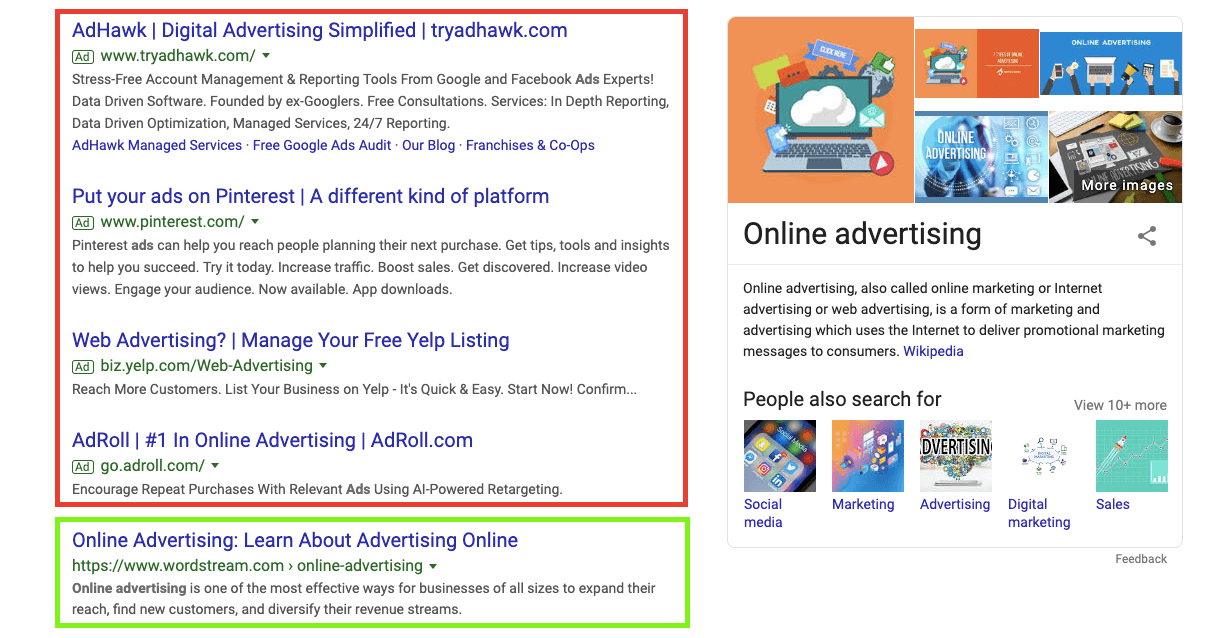 AdHawk | Digital Advertising Simplified | tryadhawk.com
Ad www.tryadhawk.com/
Stress-Free Account Management & Reporting Tools From Google and Facebook Ads Experts!
Data Driven Software. Founded by ex-Googlers. Free Consultations. Services: In Depth Reporting,
Data Driven Optimization, Managed Services, 24/7 Reporting.
AdHawk Managed Services · Free Google Ads Audit · Our Blog · Franchises & Co-Ops
Put your ads on Pinterest | A different kind of platform
Ad www.pinterest.com/
Pinterest ads can help you reach people planning their next purchase. Get tips, tools and insights
to help you succeed. Try it today. Increase traffic. Boost sales. Get discovered. Increase video
views. Engage your audience. Now available. App downloads.
Web Advertising? | Manage Your Free Yelp Listing
Ad biz.yelp.com/Web-Advertising
Reach More Customers. List Your Business on Yelp - It's Quick & Easy. Start Now! Confirm...
AdRoll | #1 In Online Advertising | AdRoll.com
Ad go.adroll.com/
Encourage Repeat Purchases With Relevant Ads Using AI-Powered Retargeting.
Online Advertising: Learn About Advertising Online
https://www.wordstream.com › online-advertising
Online advertising is one of the most effective ways for businesses of all sizes to expand their
reach, find new customers, and diversify their revenue streams.
CLICK HERE
ONLINE ADVERTISING
ONLINE
ADVERTISING
More images
Online advertising
Online advertising, also called online marketing or Internet
advertising or web advertising, is a form of marketing and
advertising which uses the Internet to deliver promotional marketing
messages to consumers. Wikipedia
People also search for
View 10+ more
Social Media
ADVERTISING
Social
media
Marketing
Advertising
Digital
marketing
Sales
Feedback